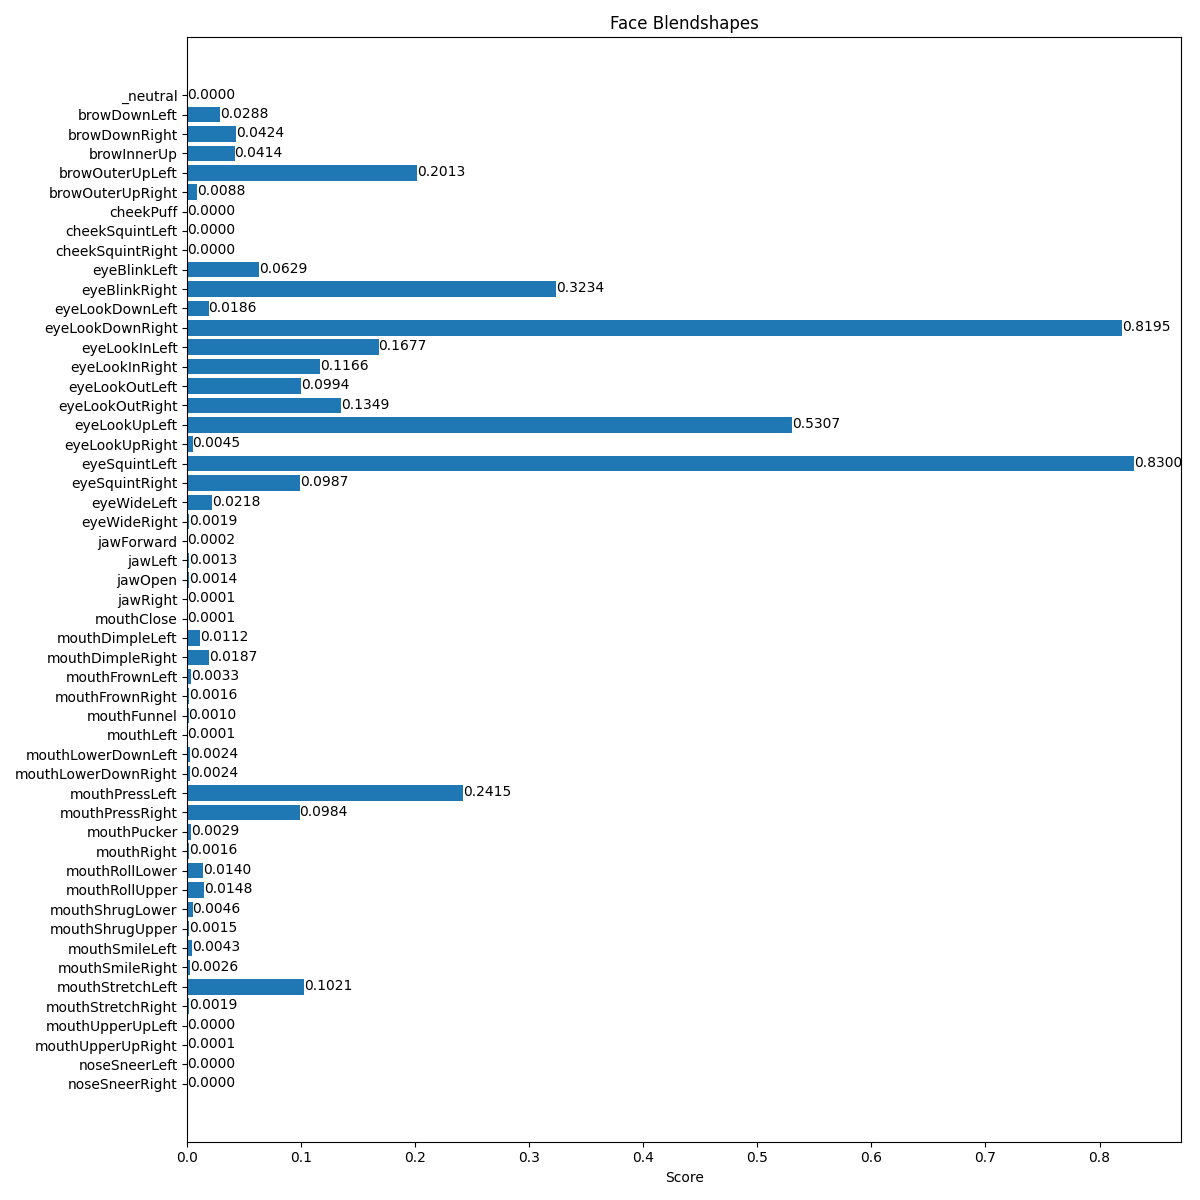 Face Blendshapes
_neutral 0.0000
browDownLeft 0.0288
browDownRight 0.0424
browInnerUp 0.0414
browOuterUpLeft 0.2013
browOuterUpRight 0.0088
cheekPuff 0.0000
cheekSquintLeft 0.0000
cheekSquintRight 0.0000
eyeBlinkLeft 0.0629
eyeBlinkRight 0.3234
eyeLookDownLeft 0.0186
eyeLookDownRight 0.8195
eyeLookInLeft 0.1677
eyeLookInRight 0.1166
eyeLookOutLeft 0.0994
eyeLookOutRight 0.1349
eyeLookUpLeft 0.5307
eyeLookUpRight 0.0045
eyeSquintLeft 0.8300
eyeSquintRight 0.0987
eyeWideLeft 0.0218
eyeWideRight 0.0019
jawForward 0.0002
jawLeft 0.0013
jawOpen 0.0014
jawRight 0.0001
mouthClose 0.0001
mouthDimpleLeft 0.0112
mouthDimpleRight 0.0187
mouthFrownLeft 0.0033
mouthFrownRight 0.0016
mouthFunnel 0.0010
mouthLeft 0.0001
mouthLowerDownLeft 0.0024
mouthLowerDownRight 0.0024
mouthPressLeft 0.2415
mouthPressRight 0.0984
mouthPucker 0.0029
mouthRight 0.0016
mouthRollLower 0.0140
mouthRollUpper 0.0148
mouthShrugLower 0.0046
mouthShrugUpper 0.0015
mouthSmileLeft 0.0043
mouthSmileRight 0.0026
mouthStretchLeft 0.1021
mouthStretchRight 0.0019
mouthUpperUpLeft 0.0000
mouthUpperUpRight 0.0001
noseSneerLeft 0.0000
noseSneerRight 0.0000
0.0 0.1 0.2 0.3 0.4 0.5 0.6 0.7 0.8
Score